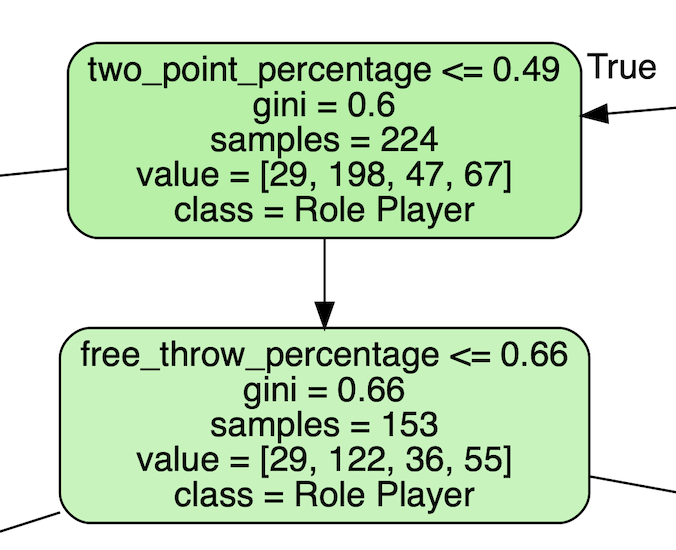 two_point_percentage <= 0.49
True
gini = 0.6
samples = 224
value = [29, 198, 47, 67]
class = Role Player
free_throw_percentage <= 0.66
gini = 0.66
samples = 153
value = [29, 122, 36, 55]
class = Role Player